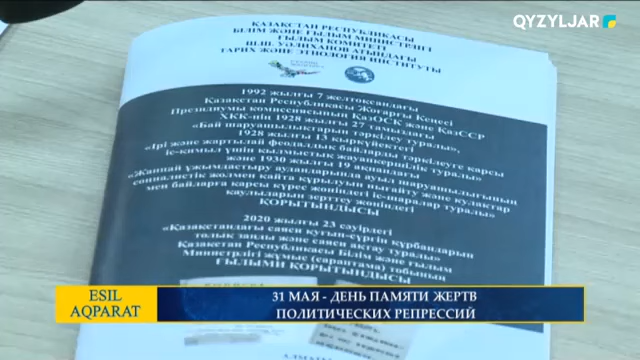 QYZYLJAR
ҚАЗАҚСТАН РЕСПУБЛИКАСЫ
БІЛІМ ЖӘНЕ ҒЫЛЫМ МИНИСТРЛІГІ
ҒЫЛЫМ КОМИТЕТІ
Ш.Ш. УӘЛИХАНОВ АТЫНДАҒЫ
ТАРИХ ЖӘНЕ ЭТНОЛОГИЯ ИНСТИТУТЫ
1992 жылғы 7 желтоқсандағы
Қазақстан Республикасы Жоғарғы Кеңесі
Президиумы комиссиясының ҚазОСК және ҚазССР
ХКК-нің 1928 жылғы 27 тамыздағы
«Бай шаруашылықтарын тәркілеу туралы»,
1928 жылғы 13 қыркүйектегі
«Ірі және жартылай феодалдық байларды тәркілеуге қарсы
іс-қимыл үшін қылмыстық жауапкершілік туралы»
және 1930 жылғы 19 ақпандағы
«Жаппай ұжымдастыру аудандарында ауыл шаруашылығының
социалистік жолмен қайта құрылуын нығайту және кулактар
мен байларға қарсы күрес жөніндегі іс-шаралар туралы»
қаулыларын зерттеу жөніндегі
ҚОРЫТЫНДЫСЫ
2020 жылғы 23 сәуірдегі
«Қазақстандағы саяси қуғын-сүргін құрбандарын
толық заңды және саяси ақтау туралы»
Қазақстан Республикасы Білім және ғылым
Министрлігі жұмыс (сараптама) тобының
ҒЫЛЫМИ ҚОРЫТЫНДЫСЫ
ESIL
AQPARAT
31 МАЯ - ДЕНЬ ПАМЯТИ ЖЕРТВ
ПОЛИТИЧЕСКИХ РЕПРЕССИЙ